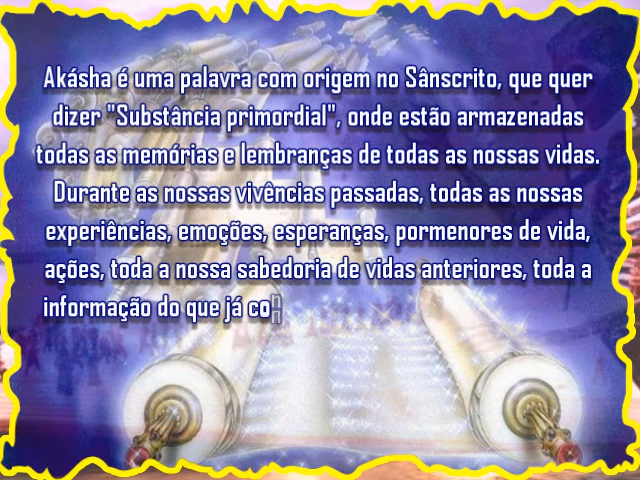 Akásha é uma palavra com origem no Sânscrito, que quer
dizer "Substância primordial", onde estão armazenadas
todas as memórias e lembranças de todas as nossas vidas.
Durante as nossas vivências passadas, todas as nossas
experiências, emoções, esperanças, pormenores de vida,
ações, toda a nossa sabedoria de vidas anteriores, toda a
informação do que já co